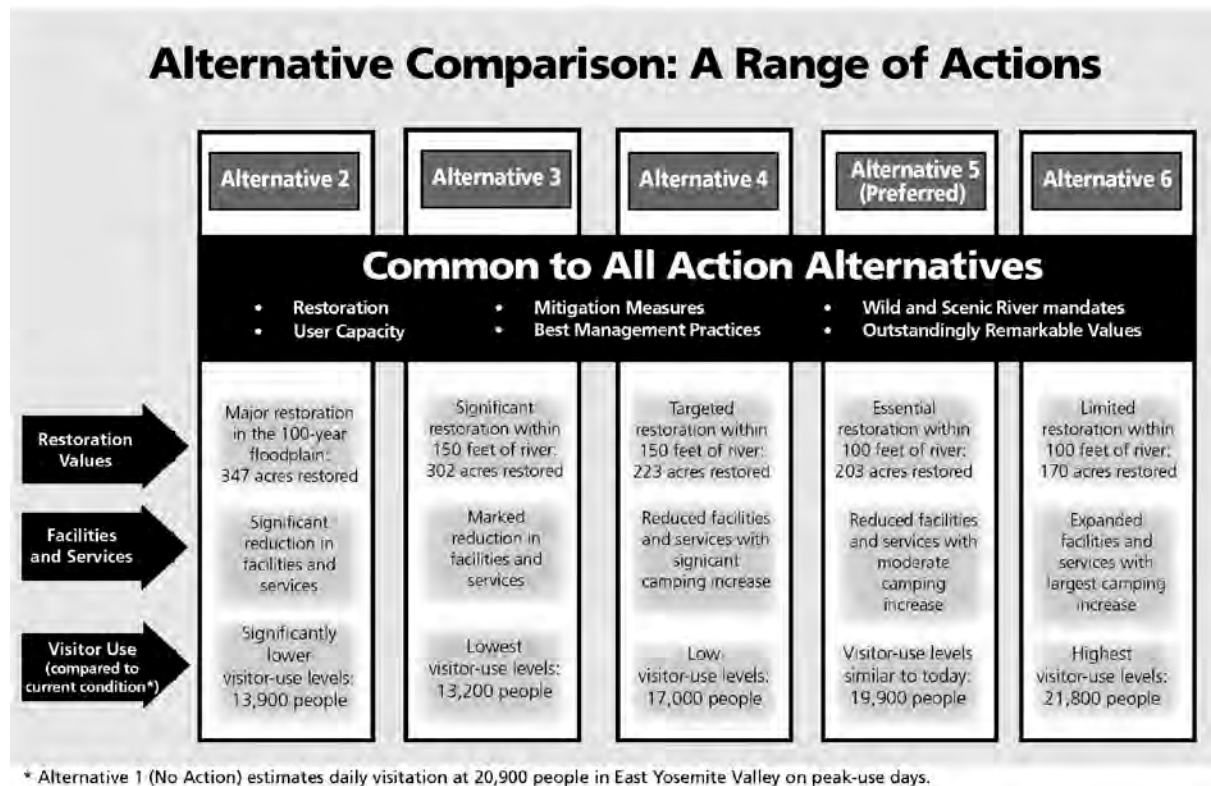 Alternative Comparison: A Range of Actions
Alternative 2
Alternative 3
Alternative 4
Alternative 5
(Preferred)
Alternative 6
Common to All Action Alternatives
• Restoration
• User Capacity
• Mitigation Measures
• Best Management Practices
• Wild and Scenic River mandates
• Outstandingly Remarkable Values
Restoration
Values
Major restoration
in the 100-year
floodplain:
347 acres restored
Significant
restoration within
150 feet of river:
302 acres restored
Targeted
restoration within
150 feet of river:
223 acres restored
Essential
restoration within
100 feet of river:
203 acres restored
Limited
restoration within
100 feet of river:
170 acres restored
Facilities
and Services
Significant
reduction in
facilities and
services
Marked
reduction in
facilities and
services
Reduced facilities
and services with
signicant
camping increase
Reduced facilities
and services with
moderate
camping
increase
Expanded
facilities and
services with
largest camping
increase
Visitor Use
(compared to
current condition*)
Significantly
lower
visitor-use levels:
13,900 people
Lowest
visitor-use levels:
13,200 people
Low
visitor-use levels:
17,000 people
Visitor-use levels
similar to today:
19,900 people
Highest
visitor-use levels:
21,800 people
* Alternative 1 (No Action) estimates daily visitation at 20,900 people in East Yosemite Valley on peak-use days.